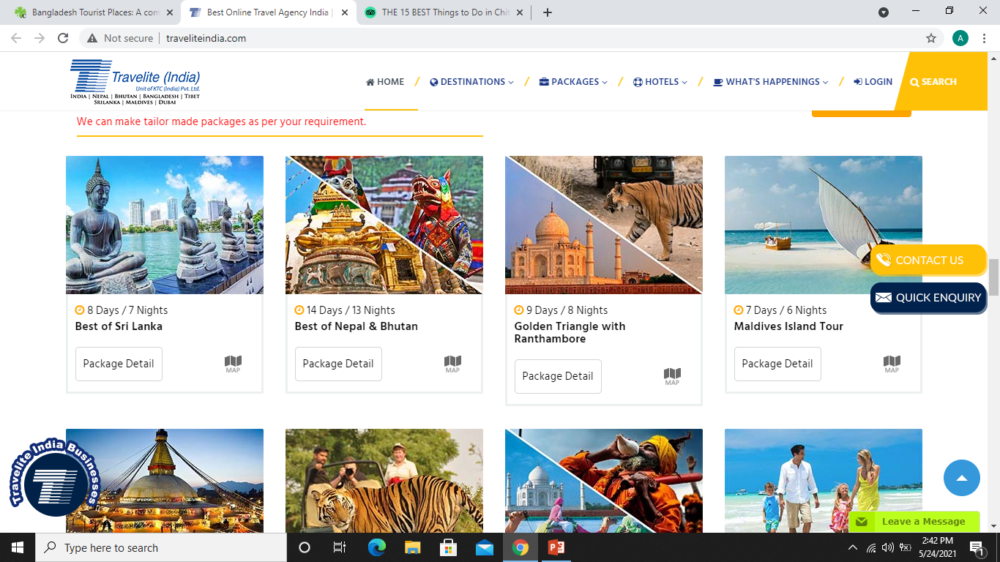 Bangladesh Tourist Places: A com
Best Online Travel Agency India |
THE 15 BEST Things to Do in Chit
Not secure | traveliteindia.com
A
Travelite (India)
Unit of KTC (India) Pvt. Ltd.
INDIA | NEPAL | BHUTAN | BANGLADESH | TIBET
SRILANKA | MALDIVES | DUBAI
HOME / DESTINATIONS / PACKAGES / HOTELS / WHAT'S HAPPENINGS / LOGIN
SEARCH
We can make tailor made packages as per your requirement.
8 Days / 7 Nights
Best of Sri Lanka
Package Detail
MAP
14 Days / 13 Nights
Best of Nepal & Bhutan
Package Detail
MAP
9 Days / 8 Nights
Golden Triangle with
Ranthambore
Package Detail
MAP
7 Days / 6 Nights
Maldives Island Tour
Package Detail
MAP
CONTACT US
QUICK ENQUIRY
Travelite India Businesses
Leave a Message
Type here to search
2:42 PM
5/24/2021
1